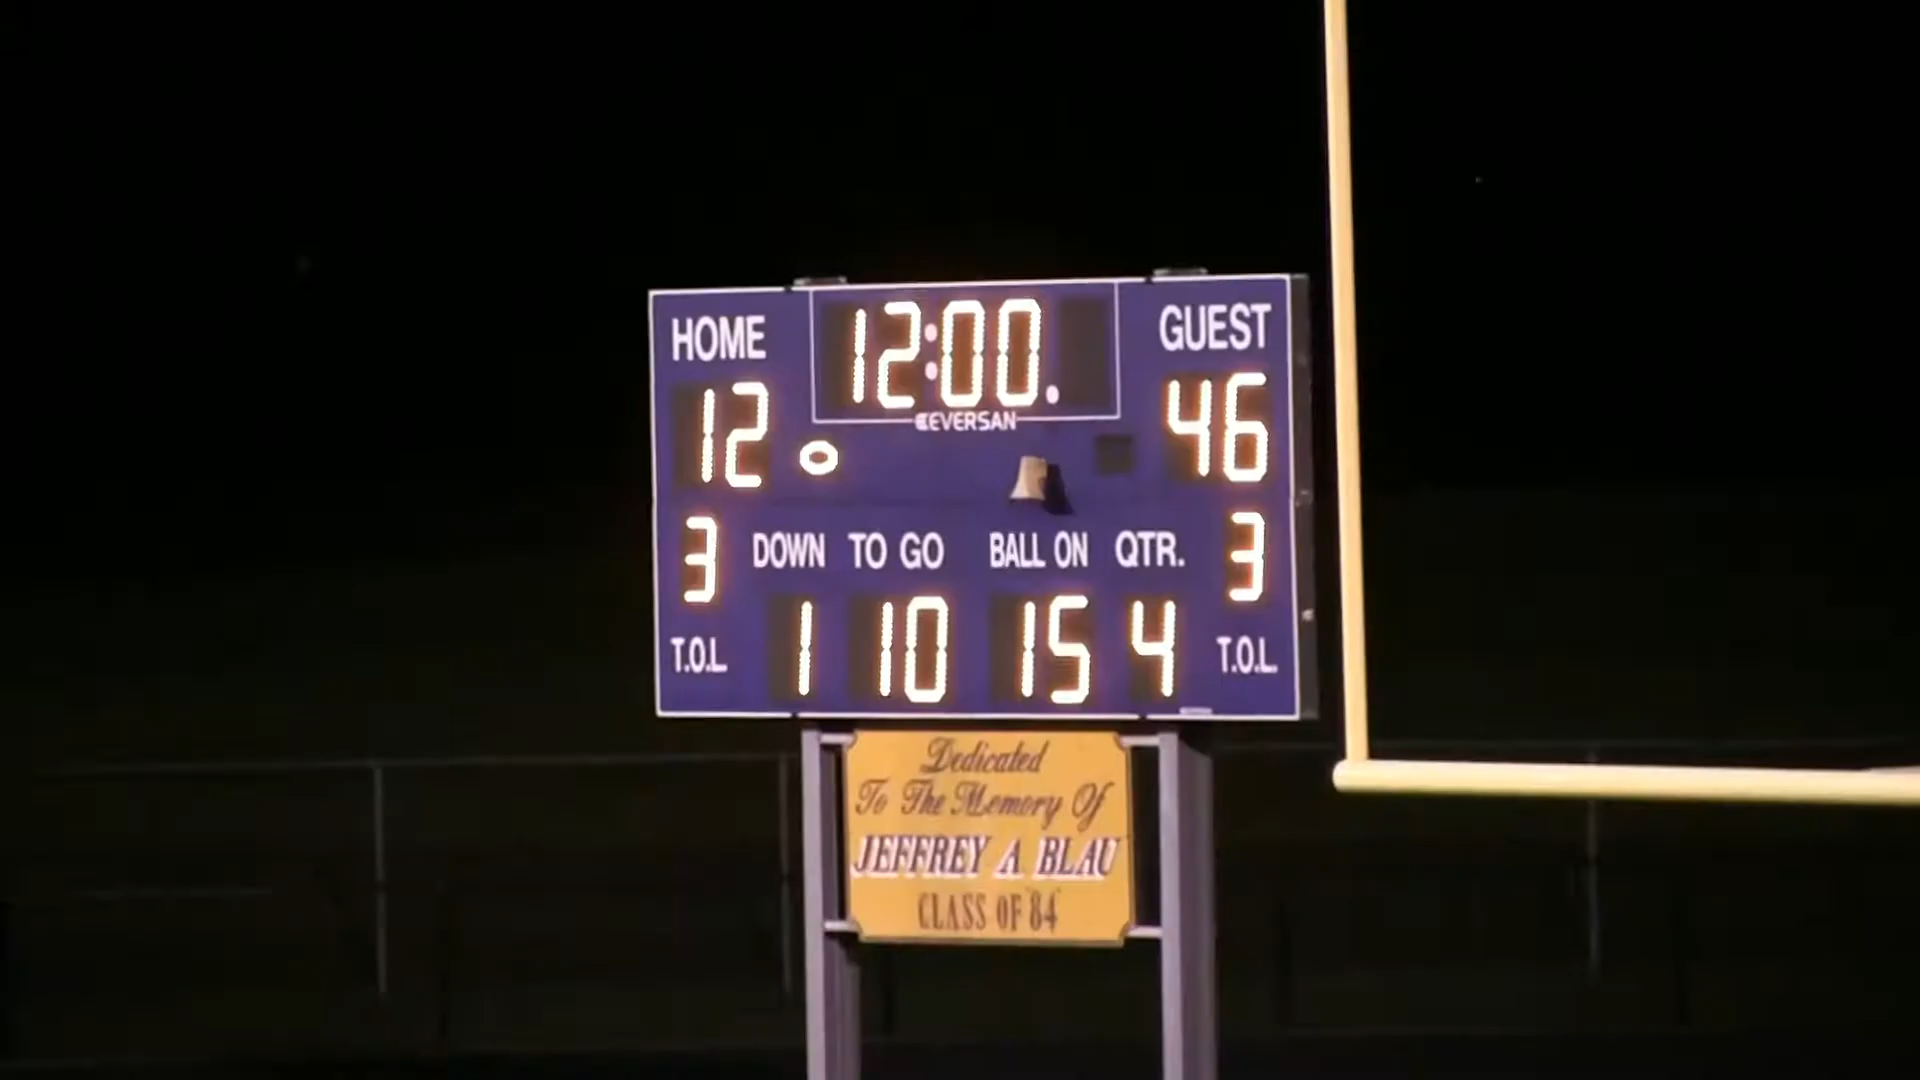 HOME 12:00. GUEST
EVERSAN
12 46
3 DOWN TO GO BALL ON QTR. 3
T.O.L. 1 10 15 4 T.O.L.
Dedicated
To The Memory Of
JEFFREY A. BLAU
CLASS OF '84